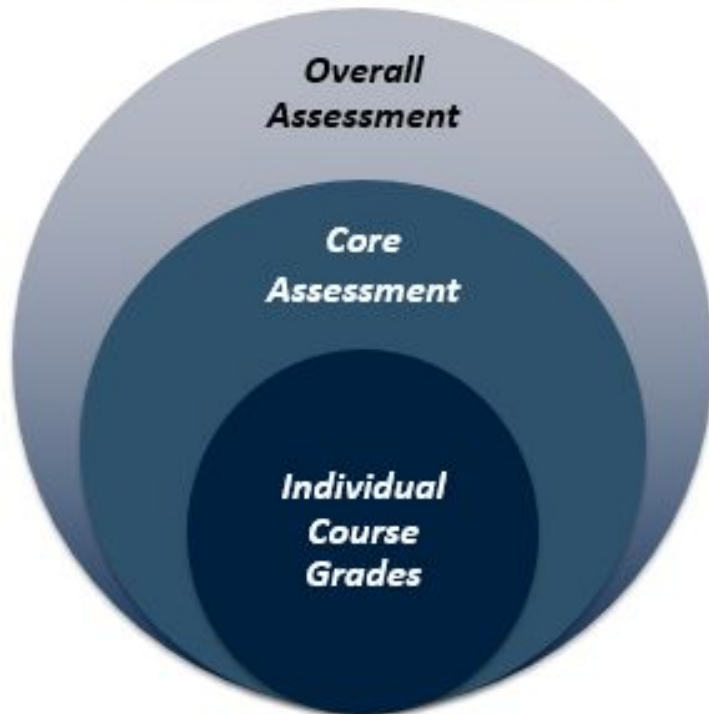 Overall
Assessment
Core
Assessment
Individual
Course
Grades